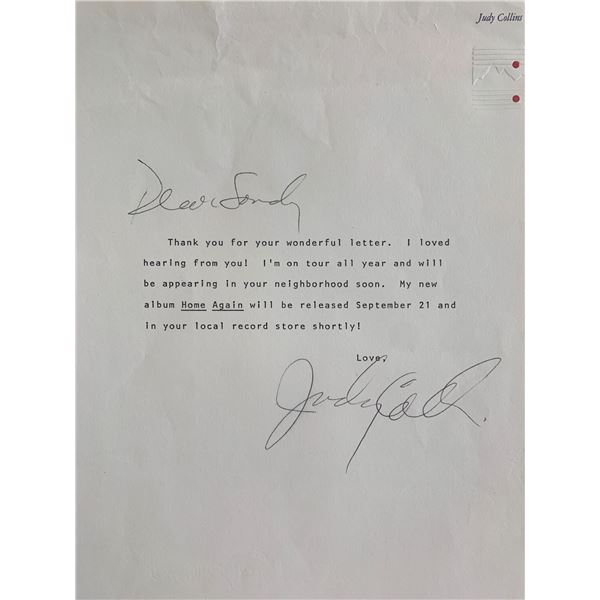 Judy Collins
Dear Sandy
Thank you for your wonderful letter. I loved
hearing from you! I'm on tour all year and will
be appearing in your neighborhood soon. My new
album Home Again will be released September 21 and
in your local record store shortly!
Love,
Judy Collins